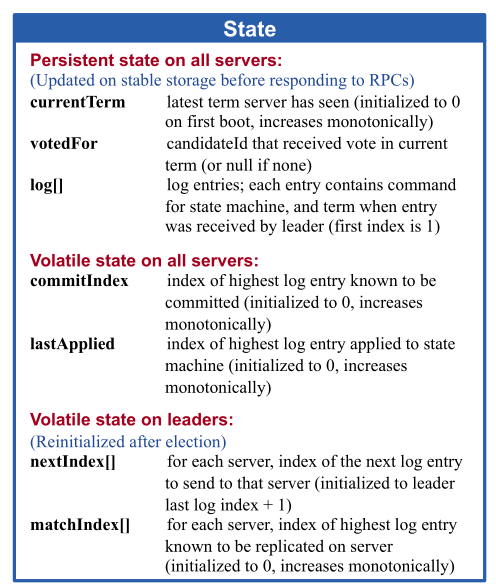 State
Persistent state on all servers:
(Updated on stable storage before responding to RPCs)
currentTerm latest term server has seen (initialized to 0
on first boot, increases monotonically)
votedFor candidateId that received vote in current
term (or null if none)
log[] log entries; each entry contains command
for state machine, and term when entry
was received by leader (first index is 1)
Volatile state on all servers:
commitIndex index of highest log entry known to be
committed (initialized to 0, increases
monotonically)
lastApplied index of highest log entry applied to state
machine (initialized to 0, increases
monotonically)
Volatile state on leaders:
(Reinitialized after election)
nextIndex[] for each server, index of the next log entry
to send to that server (initialized to leader
last log index + 1)
matchIndex[] for each server, index of highest log entry
known to be replicated on server
(initialized to 0, increases monotonically)